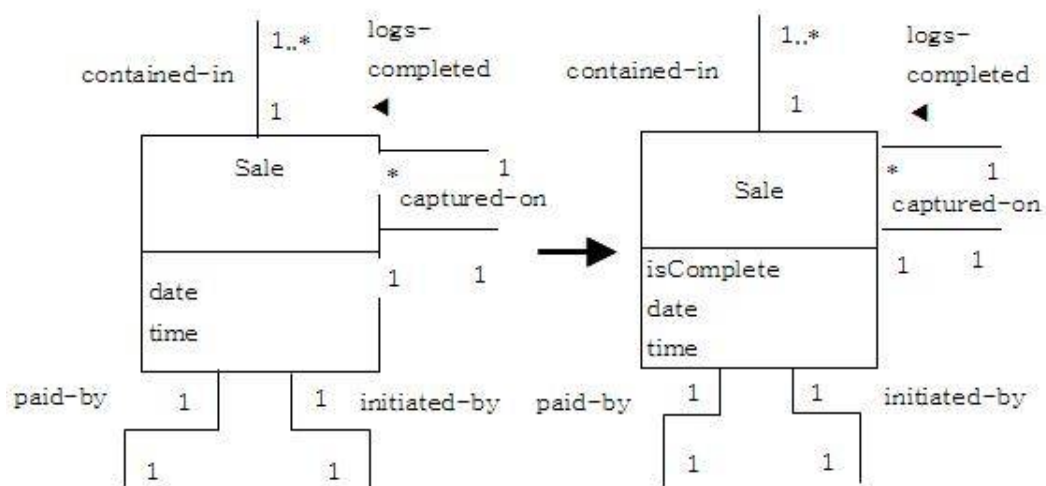 1..*
logs-
completed
contained-in
1
Sale
*
1
captured-on
1
1
date
time
paid-by
1
1
initiated-by
1
1
1..*
logs-
completed
contained-in
1
Sale
*
1
captured-on
1
1
isComplete
date
time
paid-by
1
1
initiated-by
1
1